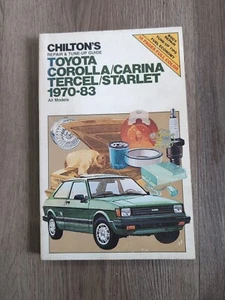 CHILTON'S
REPAIR & TUNE-UP GUIDE
TOYOTA
COROLLA/CARINA
TERCEL/STARLET
1970-83
All Models